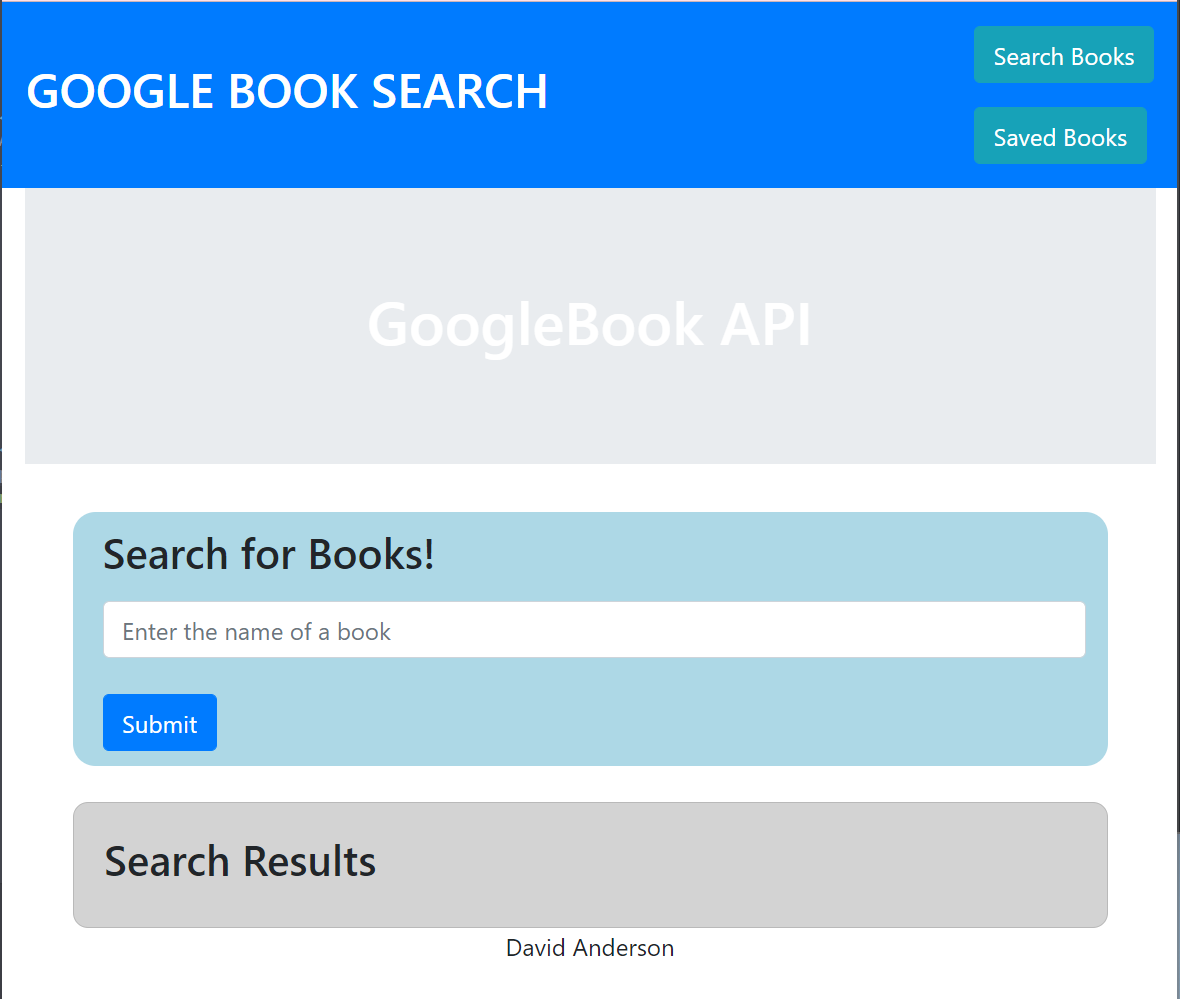 GOOGLE BOOK SEARCH
Search Books
Saved Books
GoogleBook API
Search for Books!
Enter the name of a book
Submit
Search Results
David Anderson